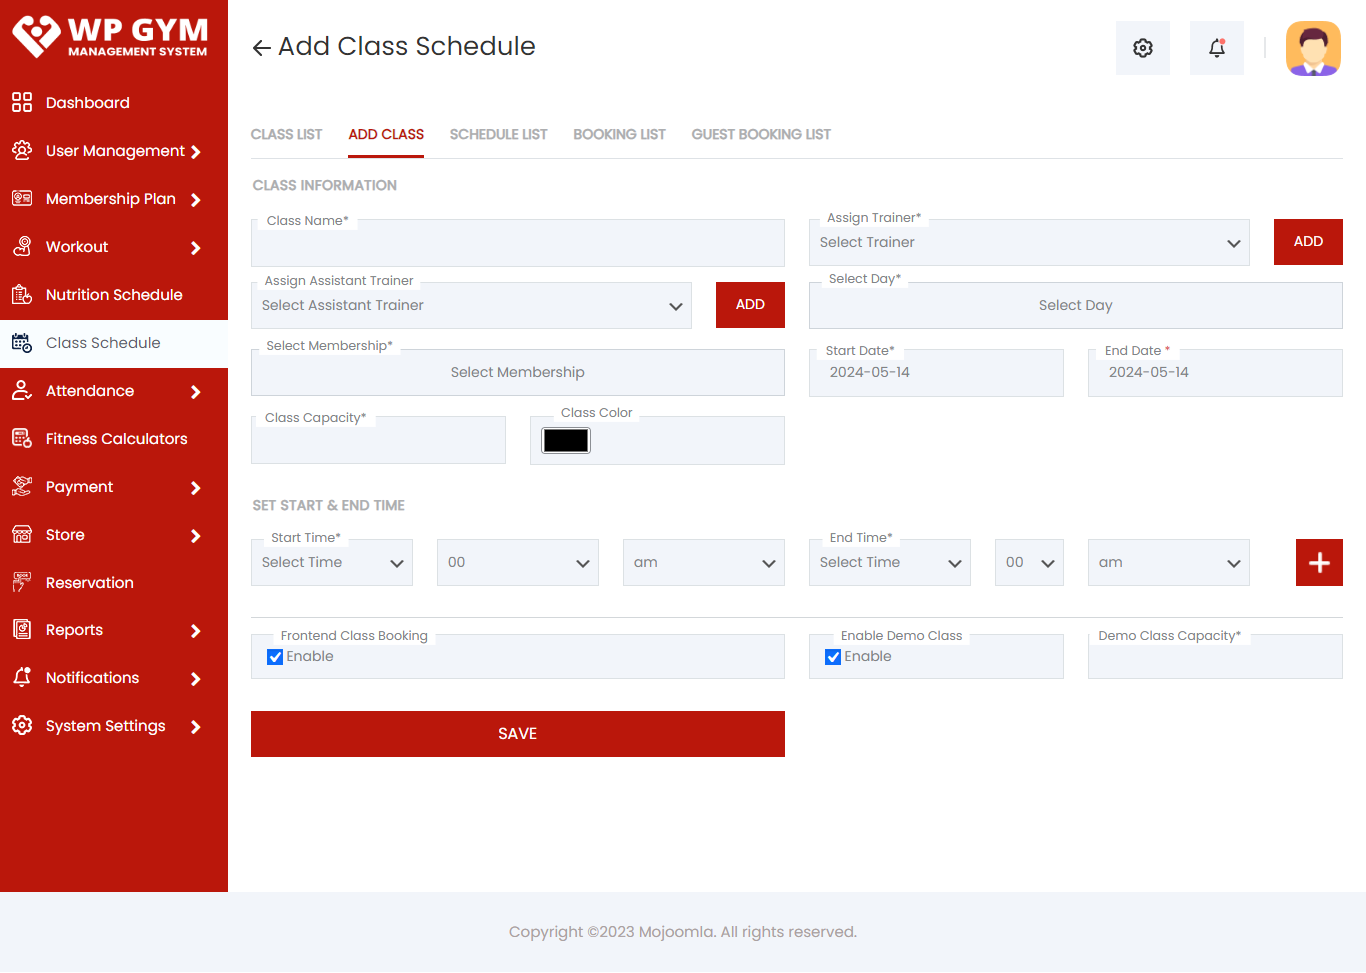 WP GYM
MANAGEMENT SYSTEM
Dashboard
User Management
Membership Plan
Workout
Nutrition Schedule
Class Schedule
Attendance
Fitness Calculators
Payment
Store
Reservation
Reports
Notifications
System Settings
Add Class Schedule
CLASS LIST ADD CLASS SCHEDULE LIST BOOKING LIST GUEST BOOKING LIST
CLASS INFORMATION
Class Name*
Assign Trainer*
Select Trainer
ADD
Assign Assistant Trainer
Select Assistant Trainer
ADD
Select Day*
Select Day
Select Membership*
Select Membership
Start Date*
2024-05-14
End Date *
2024-05-14
Class Capacity*
Class Color
SET START & END TIME
Start Time*
Select Time 00 am
End Time*
Select Time 00 am
Frontend Class Booking
Enable
Enable Demo Class
Enable
Demo Class Capacity*
SAVE
Copyright ©2023 Mojoomla. All rights reserved.